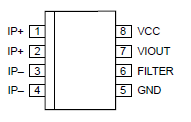 IP+ 1 8 VCC
IP+ 2 7 VIOUT
IP– 3 6 FILTER
IP– 4 5 GND